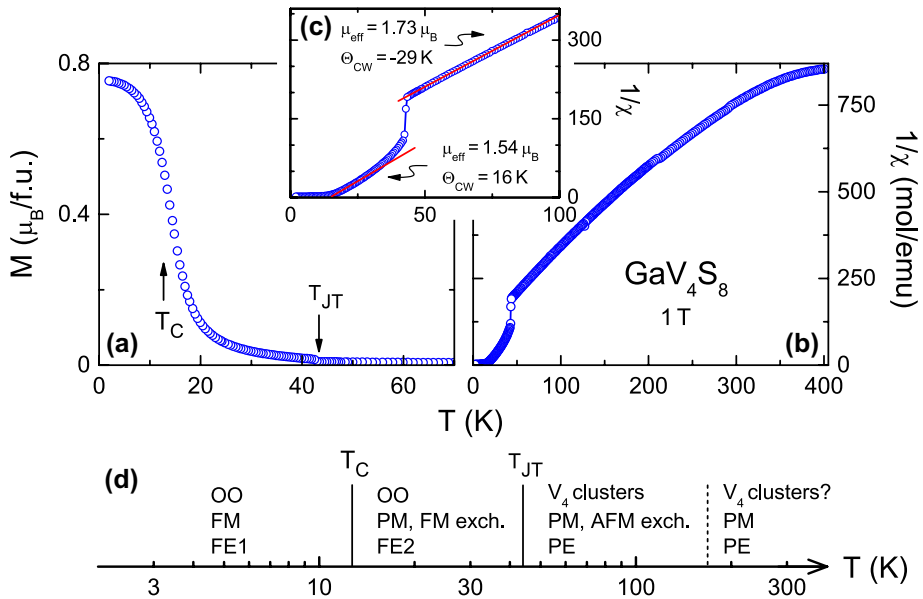 (c)
μeff = 1.73 μB
ΘCW = -29 K
μeff = 1.54 μB
ΘCW = 16 K
1/χ
300
150
0
0
50
100
M (μB/f.u.)
0.8
0.4
0
TC
TJT
(a)
0
20
40
60
GaV4S8
1 T
(b)
1/χ (mol/emu)
750
500
250
0
0
100
200
300
400
T (K)
(d)
TC
TJT
OO
FM
FE1
OO
PM, FM exch.
FE2
V4 clusters
PM, AFM exch.
PE
V4 clusters?
PM
PE
3
10
30
100
300
T (K)